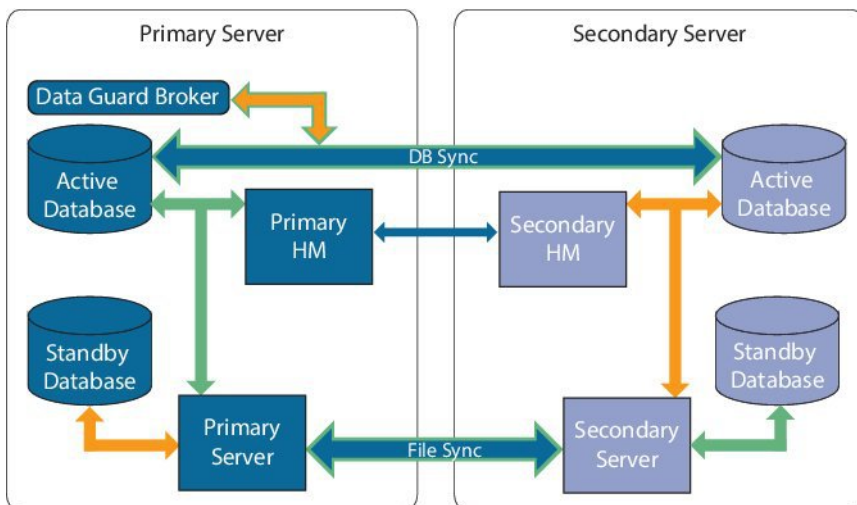 Primary Server
Secondary Server
Data Guard Broker
DB Sync
Active
Database
Active
Database
Primary
HM
Secondary
HM
Standby
Database
Standby
Database
Primary
Server
File Sync
Secondary
Server